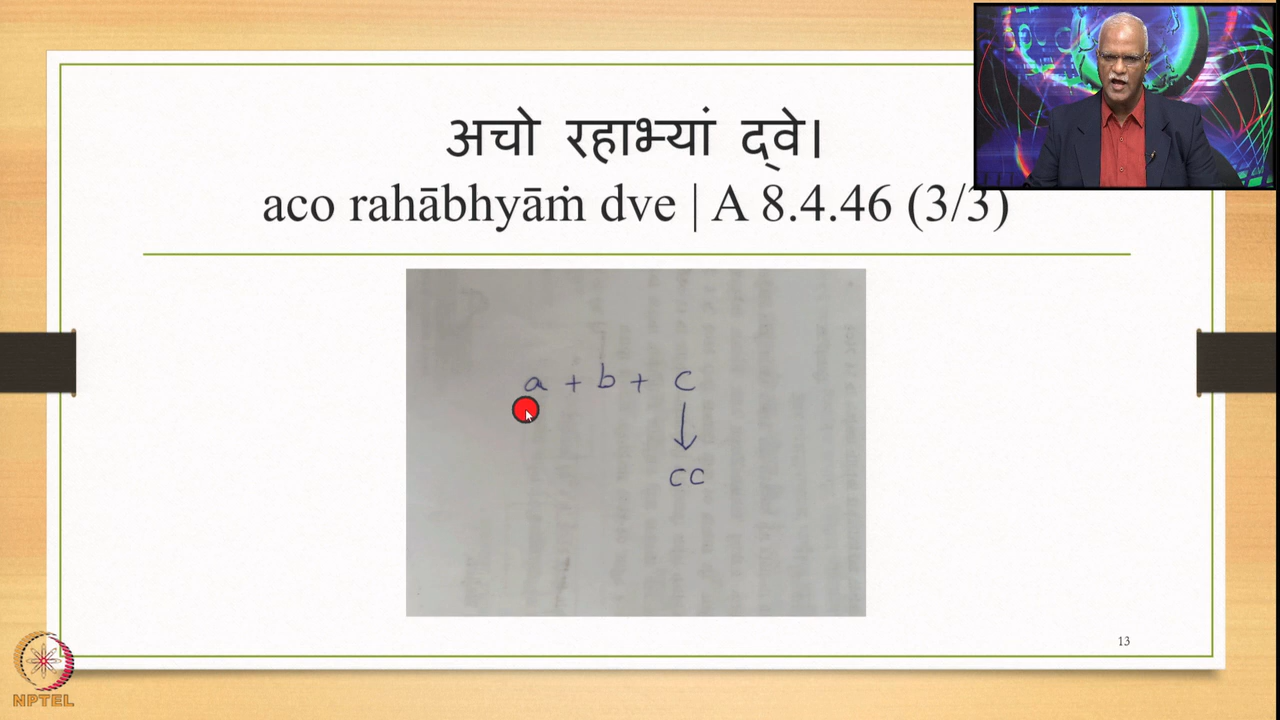 अचो रहाभ्यां द्‌वे।
aco rahābhyāṁ dve | A 8.4.46 (3/3)
a + b + c
↓
cc
13
NPTEL